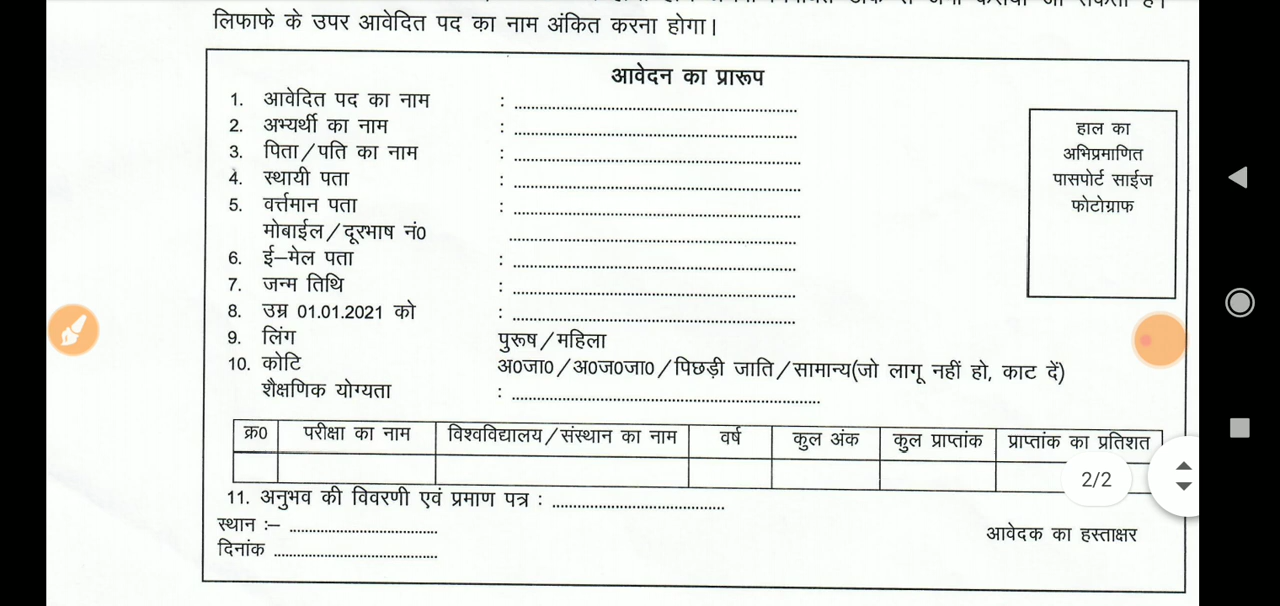 लिफाफे के उपर आवेदित पद का नाम अंकित करना होगा।
आवेदन का प्रारूप
1. आवेदित पद का नाम : ................................................
2. अभ्यर्थी का नाम : ................................................
3. पिता/पति का नाम : ................................................
4. स्थायी पता : ................................................
5. वर्त्तमान पता : ................................................
मोबाईल/दूरभाष नं0 ................................................
6. ई–मेल पता : ................................................
7. जन्म तिथि : ................................................
8. उम्र 01.01.2021 को : ................................................
9. लिंग पुरूष/महिला
10. कोटि अ0जा0/अ0ज0जा0/पिछड़ी जाति/सामान्य(जो लागू नहीं हो, काट दें)
शैक्षणिक योग्यता : ................................................
हाल का
अभिप्रमाणित
पासपोर्ट साईज
फोटोग्राफ
क्र0 परीक्षा का नाम विश्वविद्यालय/संस्थान का नाम वर्ष कुल अंक कुल प्राप्तांक प्राप्तांक का प्रतिशत
2/2
11. अनुभव की विवरणी एवं प्रमाण पत्र : ................................
स्थान :– ............................
दिनांक ............................
आवेदक का हस्ताक्षर